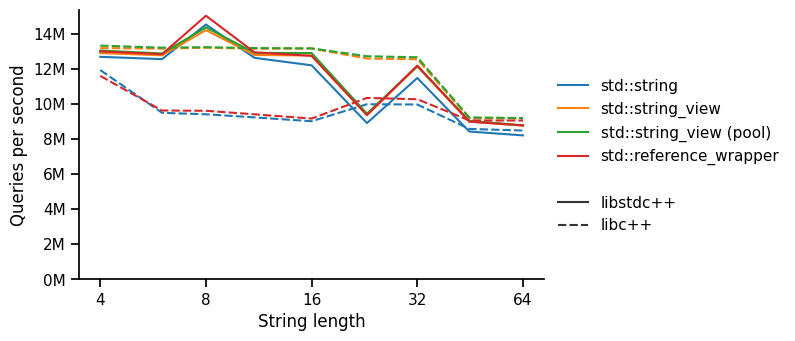 14M
12M
10M
8M
6M
4M
2M
0M
Queries per second
4 8 16 32 64
String length
std::string
std::string_view
std::string_view (pool)
std::reference_wrapper
libstdc++
libc++